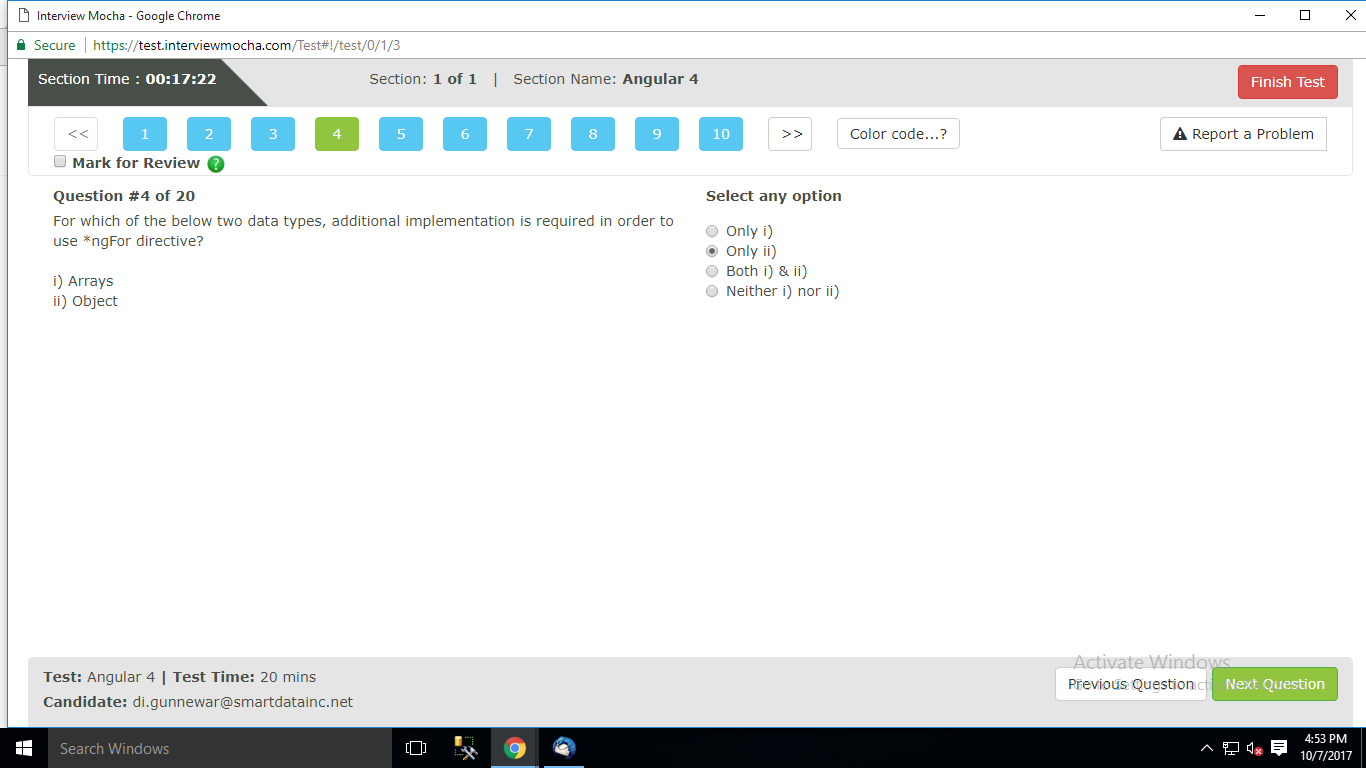 Interview Mocha - Google Chrome
Secure | https://test.interviewmocha.com/Test#!/test/0/1/3
Section Time : 00:17:22
Section: 1 of 1 | Section Name: Angular 4
Finish Test
<< 1 2 3 4 5 6 7 8 9 10 >> Color code...? Report a Problem
Mark for Review ?
Question #4 of 20
For which of the below two data types, additional implementation is required in order to
use *ngFor directive?
i) Arrays
ii) Object
Select any option
Only i)
Only ii)
Both i) & ii)
Neither i) nor ii)
Test: Angular 4 | Test Time: 20 mins
Candidate: di.gunnewar@smartdatainc.net
Activate Windows
Previous Question
Next Question
Search Windows
4:53 PM
10/7/2017